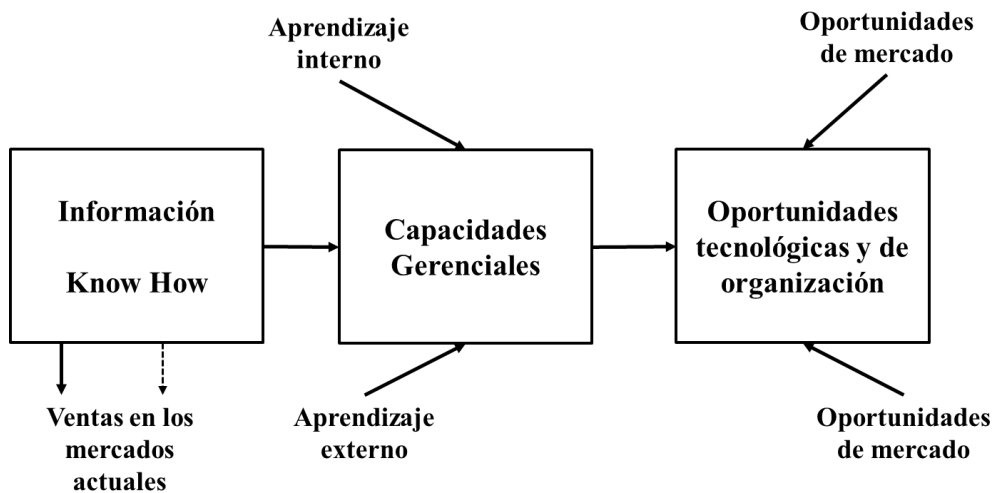 Aprendizaje
interno
Oportunidades
de mercado
Información
Know How
Capacidades
Gerenciales
Oportunidades
tecnológicas y de
organización
Ventas en los
mercados
actuales
Aprendizaje
externo
Oportunidades
de mercado